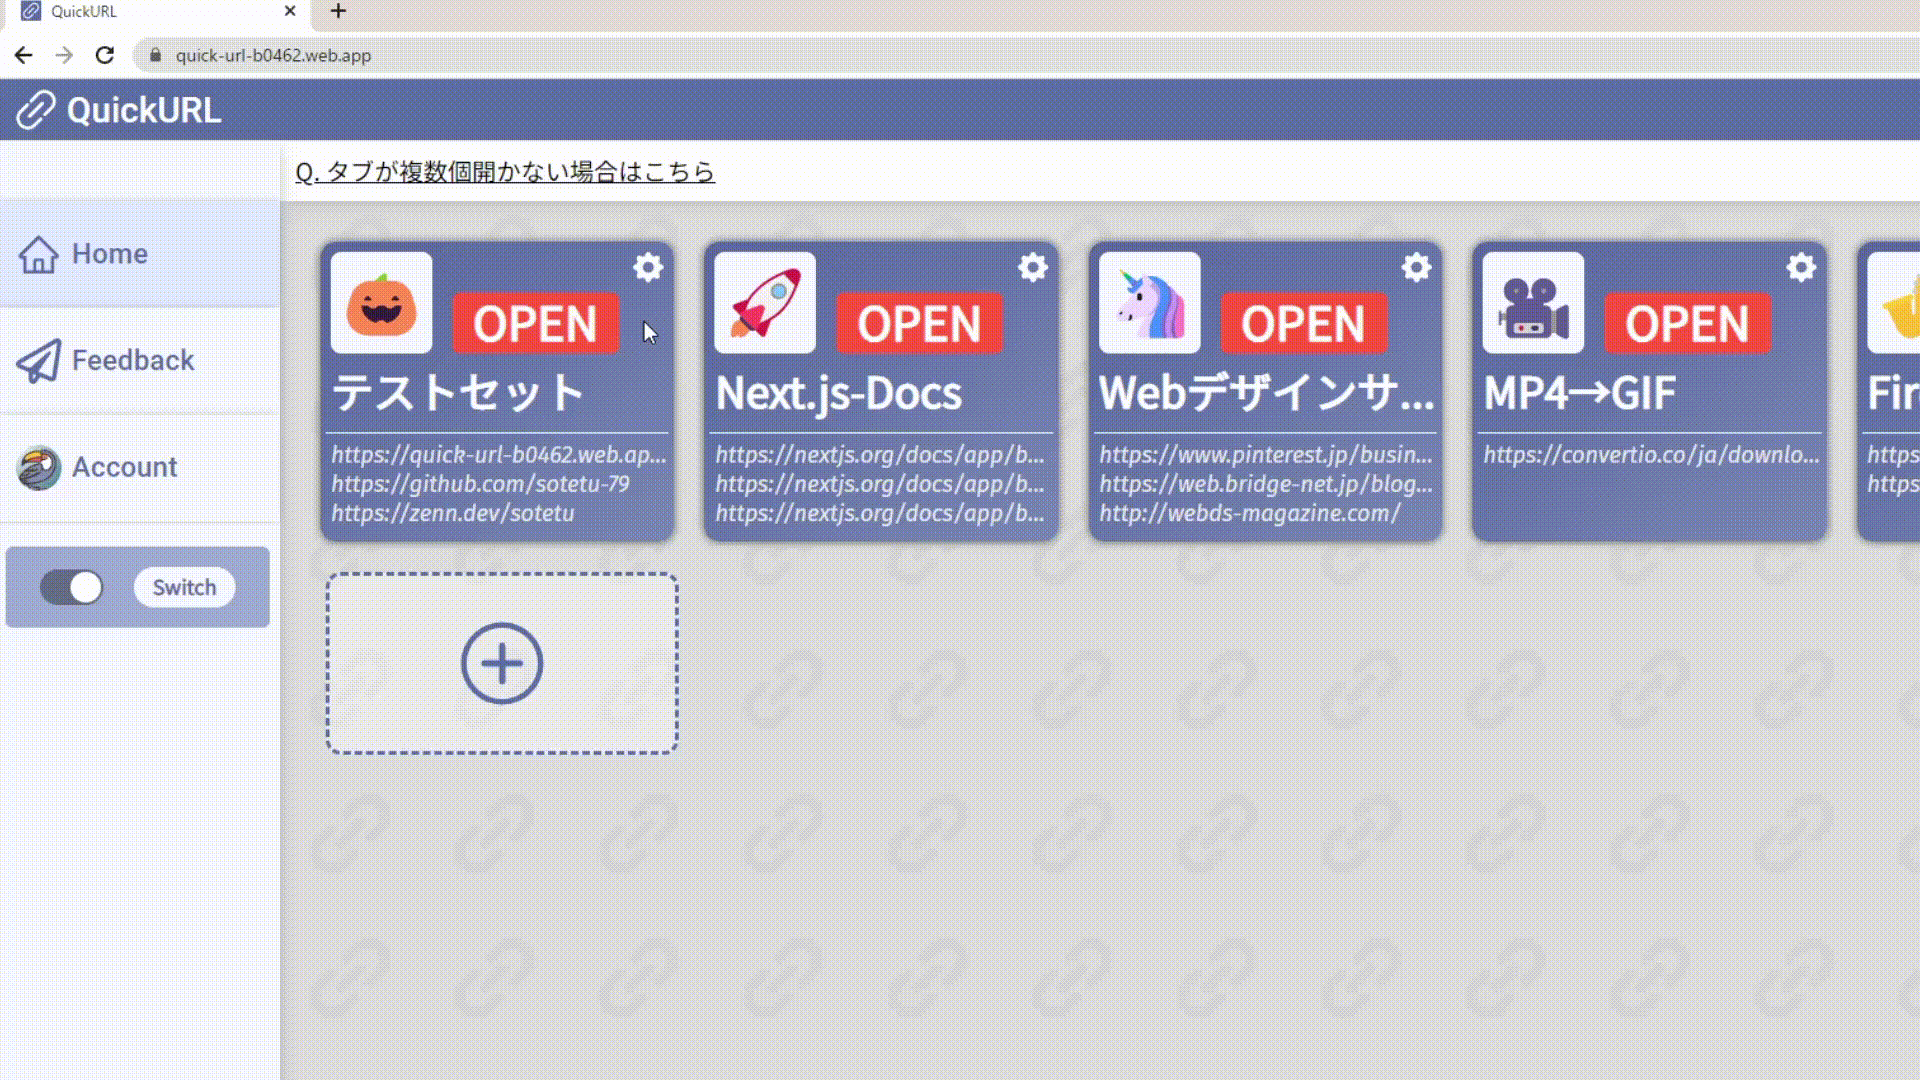 QuickURL
quick-url-b0462.web.app
QuickURL
Q. タブが複数個開かない場合はこちら
Home
Feedback
Account
Switch
OPEN
テストセット
https://quick-url-b0462.web.ap...
https://github.com/sotetu-79
https://zenn.dev/sotetu
OPEN
Next.js-Docs
https://nextjs.org/docs/app/b...
https://nextjs.org/docs/app/b...
https://nextjs.org/docs/app/b...
OPEN
Webデザインサ...
https://www.pinterest.jp/busin...
https://web.bridge-net.jp/blog...
http://webds-magazine.com/
OPEN
MP4→GIF
https://convertio.co/ja/downlo...
Fir
https
https